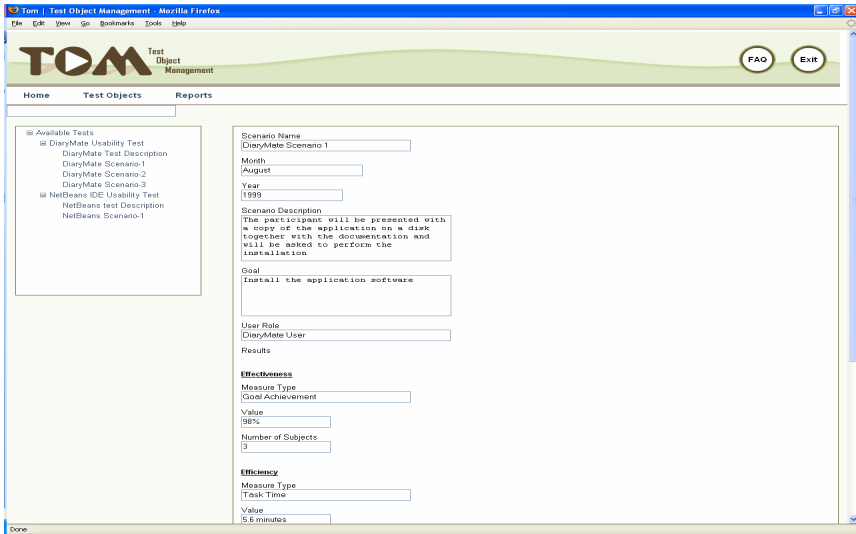 Tom | Test Object Management - Mozilla Firefox
File Edit View Go Bookmarks Tools Help
TOM Test
Object
Management
FAQ Exit
Home Test Objects Reports
Available Tests
DiaryMate Usability Test
DiaryMate Test Description
DiaryMate Scenario-1
DiaryMate Scenario-2
DiaryMate Scenario-3
NetBeans IDE Usability Test
NetBeans test Description
NetBeans Scenario-1
Scenario Name
DiaryMate Scenario 1
Month
August
Year
1999
Scenario Description
The participant will be presented with
a copy of the application on a disk
together with the documentation and
will be asked to perform the
installation
Goal
Install the application software
User Role
DiaryMate User
Results
Effectiveness
Measure Type
Goal Achievement
Value
98%
Number of Subjects
3
Efficiency
Measure Type
Task Time
Value
5.6 minutes
Done